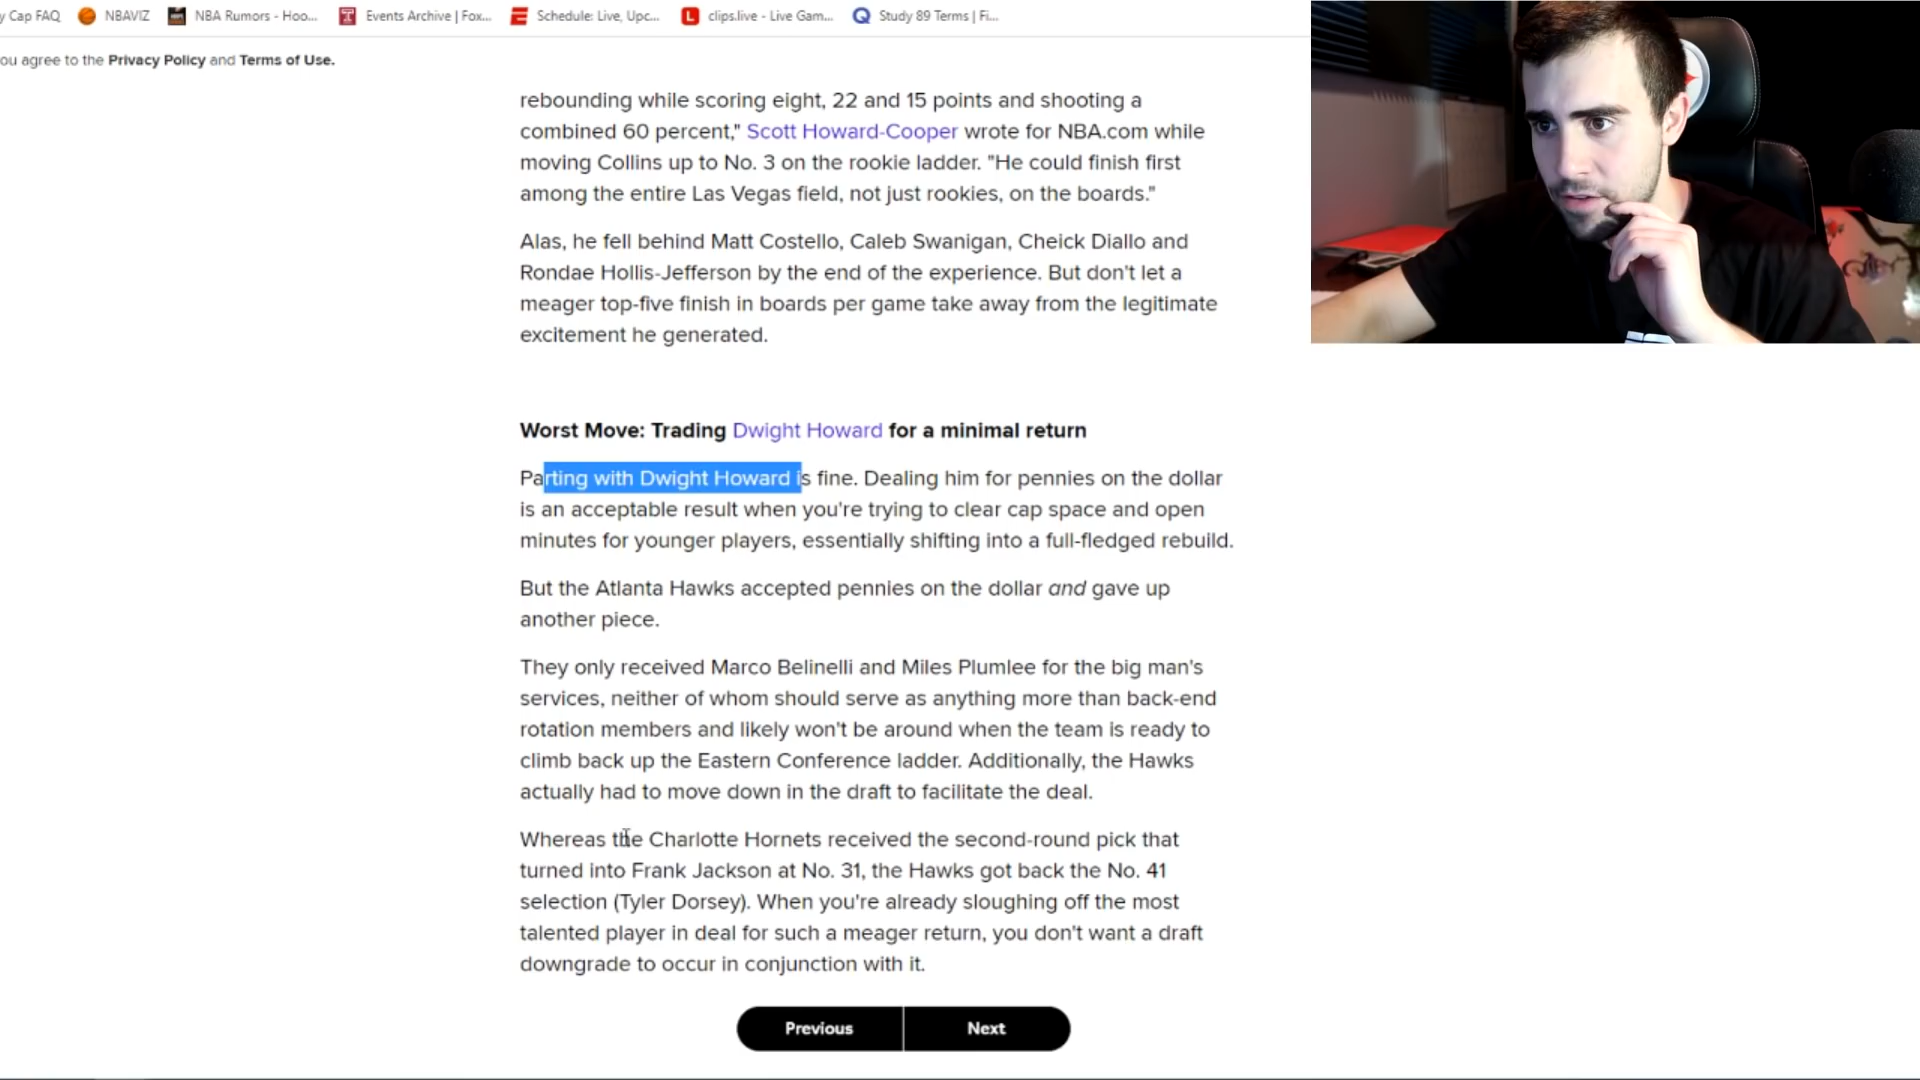 y Cap FAQ NBAVIZ NBA Rumors - Hoo... Events Archive | Fox... Schedule: Live, Upc... clips.live - Live Gam... Study 89 Terms | Fi...
ou agree to the Privacy Policy and Terms of Use.
rebounding while scoring eight, 22 and 15 points and shooting a
combined 60 percent," Scott Howard-Cooper wrote for NBA.com while
moving Collins up to No. 3 on the rookie ladder. "He could finish first
among the entire Las Vegas field, not just rookies, on the boards."
Alas, he fell behind Matt Costello, Caleb Swanigan, Cheick Diallo and
Rondae Hollis-Jefferson by the end of the experience. But don't let a
meager top-five finish in boards per game take away from the legitimate
excitement he generated.
Worst Move: Trading Dwight Howard for a minimal return
Parting with Dwight Howard is fine. Dealing him for pennies on the dollar
is an acceptable result when you're trying to clear cap space and open
minutes for younger players, essentially shifting into a full-fledged rebuild.
But the Atlanta Hawks accepted pennies on the dollar and gave up
another piece.
They only received Marco Belinelli and Miles Plumlee for the big man's
services, neither of whom should serve as anything more than back-end
rotation members and likely won't be around when the team is ready to
climb back up the Eastern Conference ladder. Additionally, the Hawks
actually had to move down in the draft to facilitate the deal.
Whereas the Charlotte Hornets received the second-round pick that
turned into Frank Jackson at No. 31, the Hawks got back the No. 41
selection (Tyler Dorsey). When you're already sloughing off the most
talented player in deal for such a meager return, you don't want a draft
downgrade to occur in conjunction with it.
Previous Next